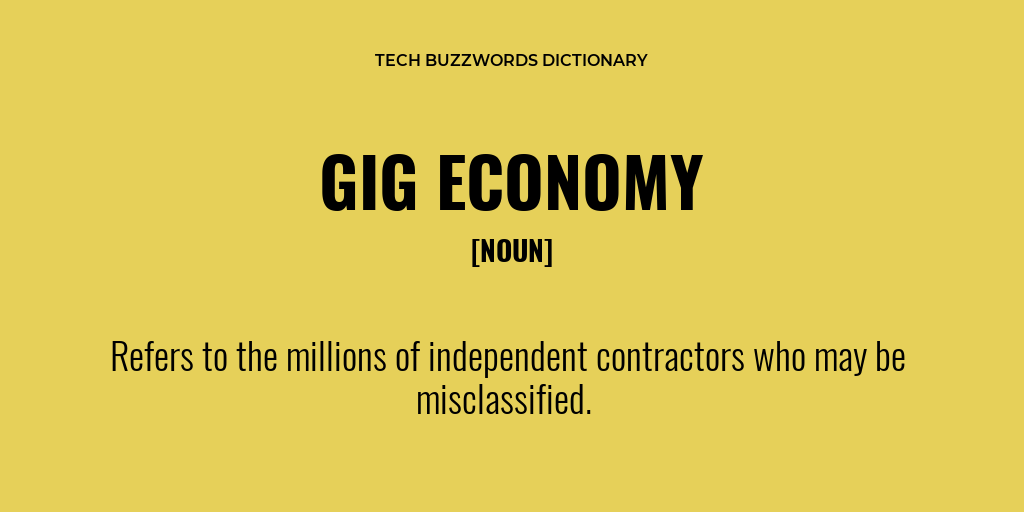 TECH BUZZWORDS DICTIONARY
GIG ECONOMY
[NOUN]
Refers to the millions of independent contractors who may be
misclassified.